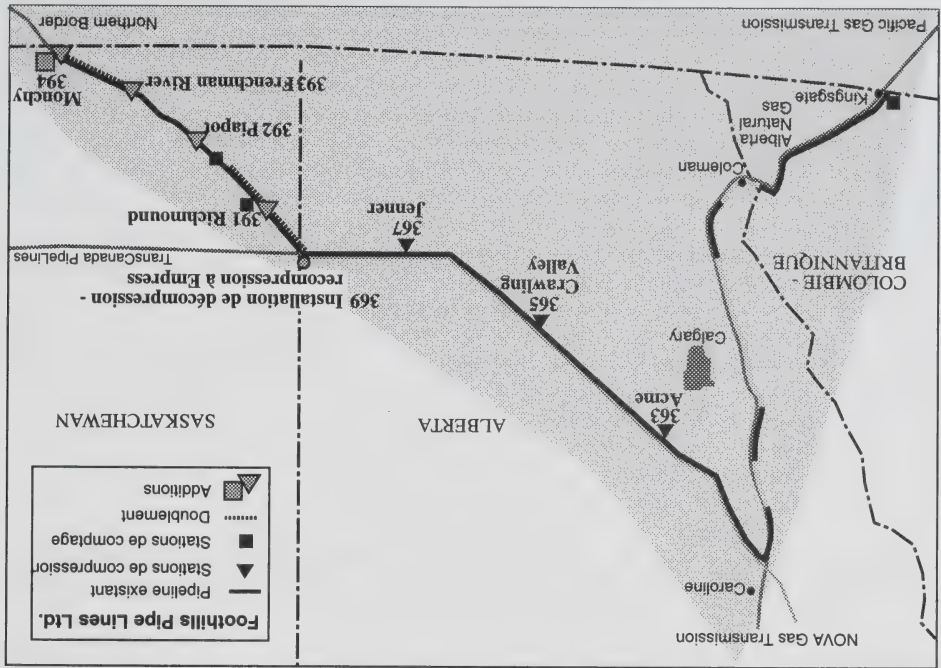 NOVA Gas Transmission
Caroline
Foothills Pipe Lines Ltd.
Pipeline existant
Stations de compression
Stations de comptage
Doublement
Additions
363
Acme
ALBERTA
SASKATCHEWAN
Calgary
365
Crawling
Valley
COLOMBIE -
BRITANNIQUE
369 Installation de décompression -
recompression à Empress
TransCanada PipeLines
367
Jenner
391 Richmound
Coleman
392 Piapot
Alberta
Natural
Gas
393 Frenchman River
Kingsgate
394
Monchy
Pacific Gas Transmission
Northern Border